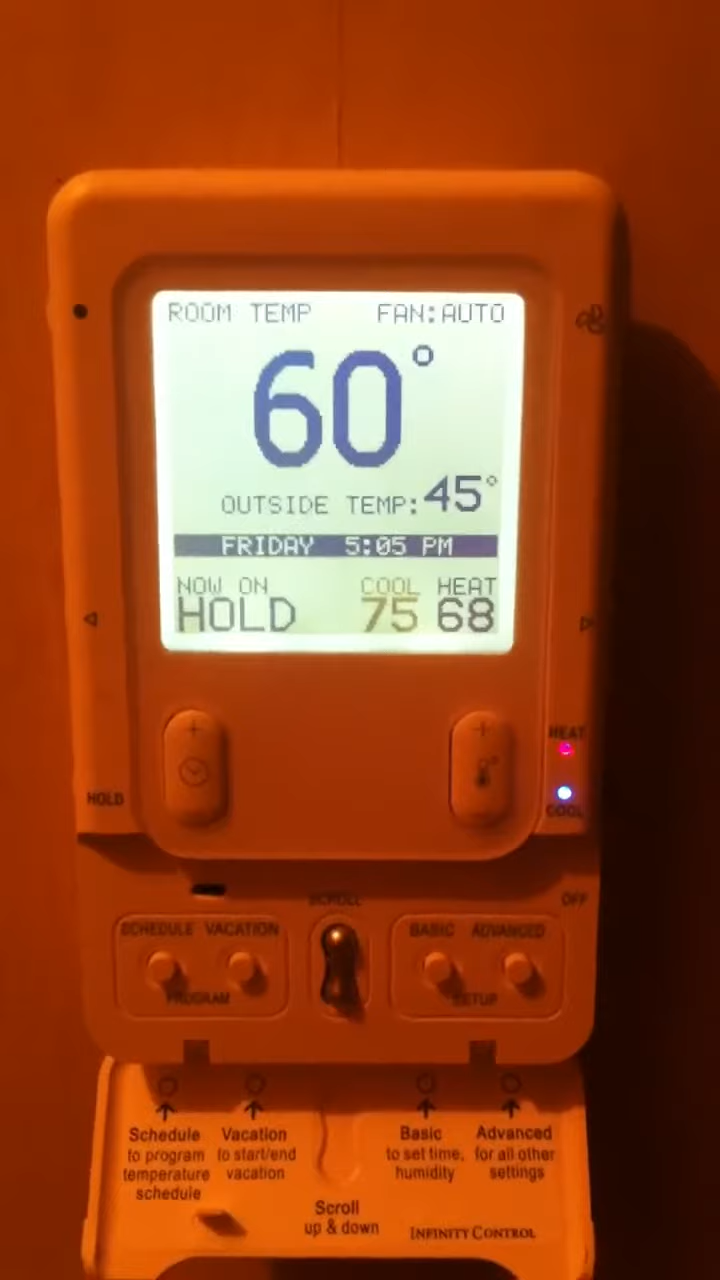 ROOM TEMP FAN:AUTO
60°
OUTSIDE TEMP:45°
FRIDAY 5:05 PM
NOW ON COOL HEAT
HOLD 75 68
HEAT
HOLD
COOL
SCROLL
OFF
SCHEDULE VACATION
BASIC ADVANCED
PROGRAM
SETUP
Schedule
to program
temperature
schedule
Vacation
to start/end
vacation
Scroll
up & down
Basic
to set time,
humidity
Advanced
for all other
settings
INFINITY CONTROL